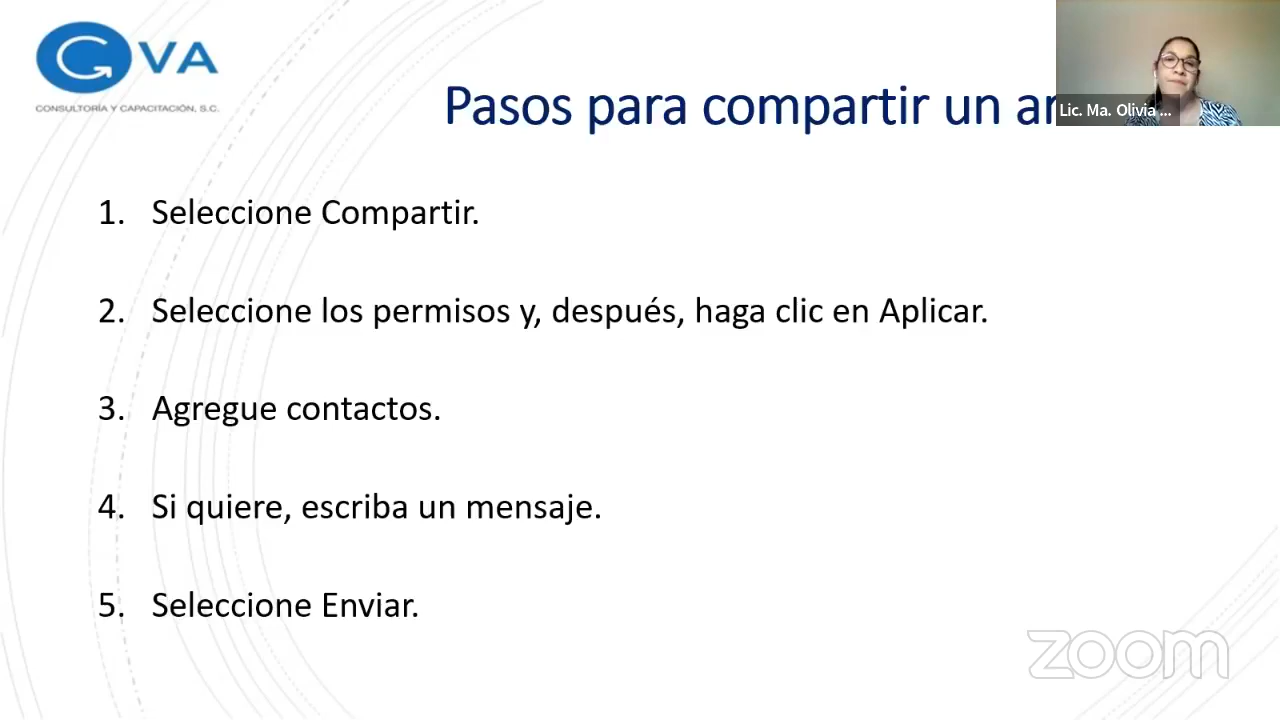 GVA
CONSULTORÍA Y CAPACITACIÓN, S.C.
Pasos para compartir un
Lic. Ma. Olivia ...
1. Seleccione Compartir.
2. Seleccione los permisos y, después, haga clic en Aplicar.
3. Agregue contactos.
4. Si quiere, escriba un mensaje.
5. Seleccione Enviar.
zoom